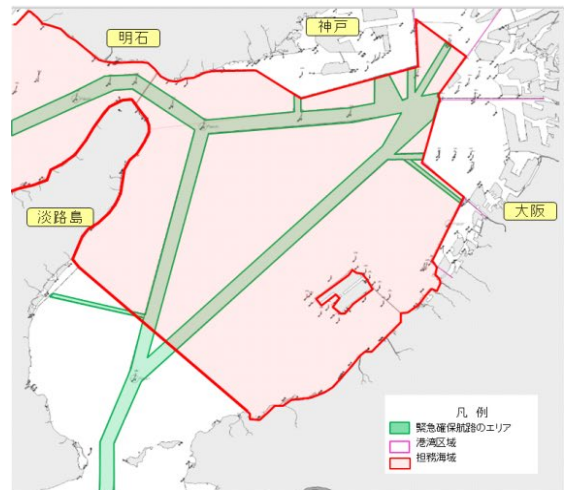 明石
神戸
淡路島
大阪
凡 例
緊急確保航路のエリア
港湾区域
担務海域